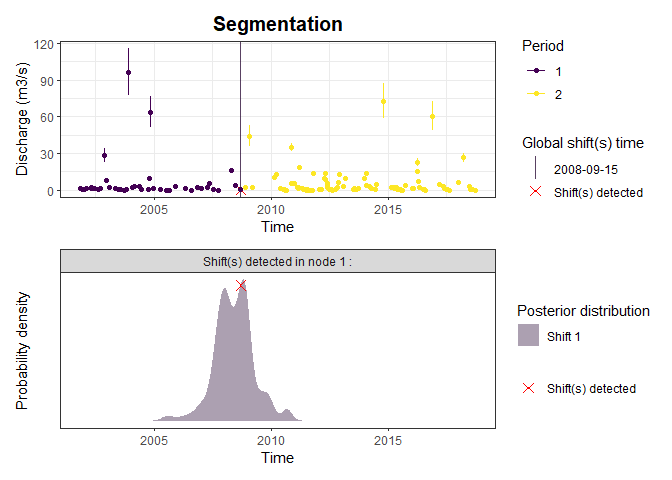 Segmentation
Discharge (m3/s)
120
90
60
30
0
2005
2010
2015
Time
Period
1
2
Global shift(s) time
2008-09-15
Shift(s) detected
Shift(s) detected in node 1 :
Probability density
2005
2010
2015
Time
Posterior distribution
Shift 1
Shift(s) detected